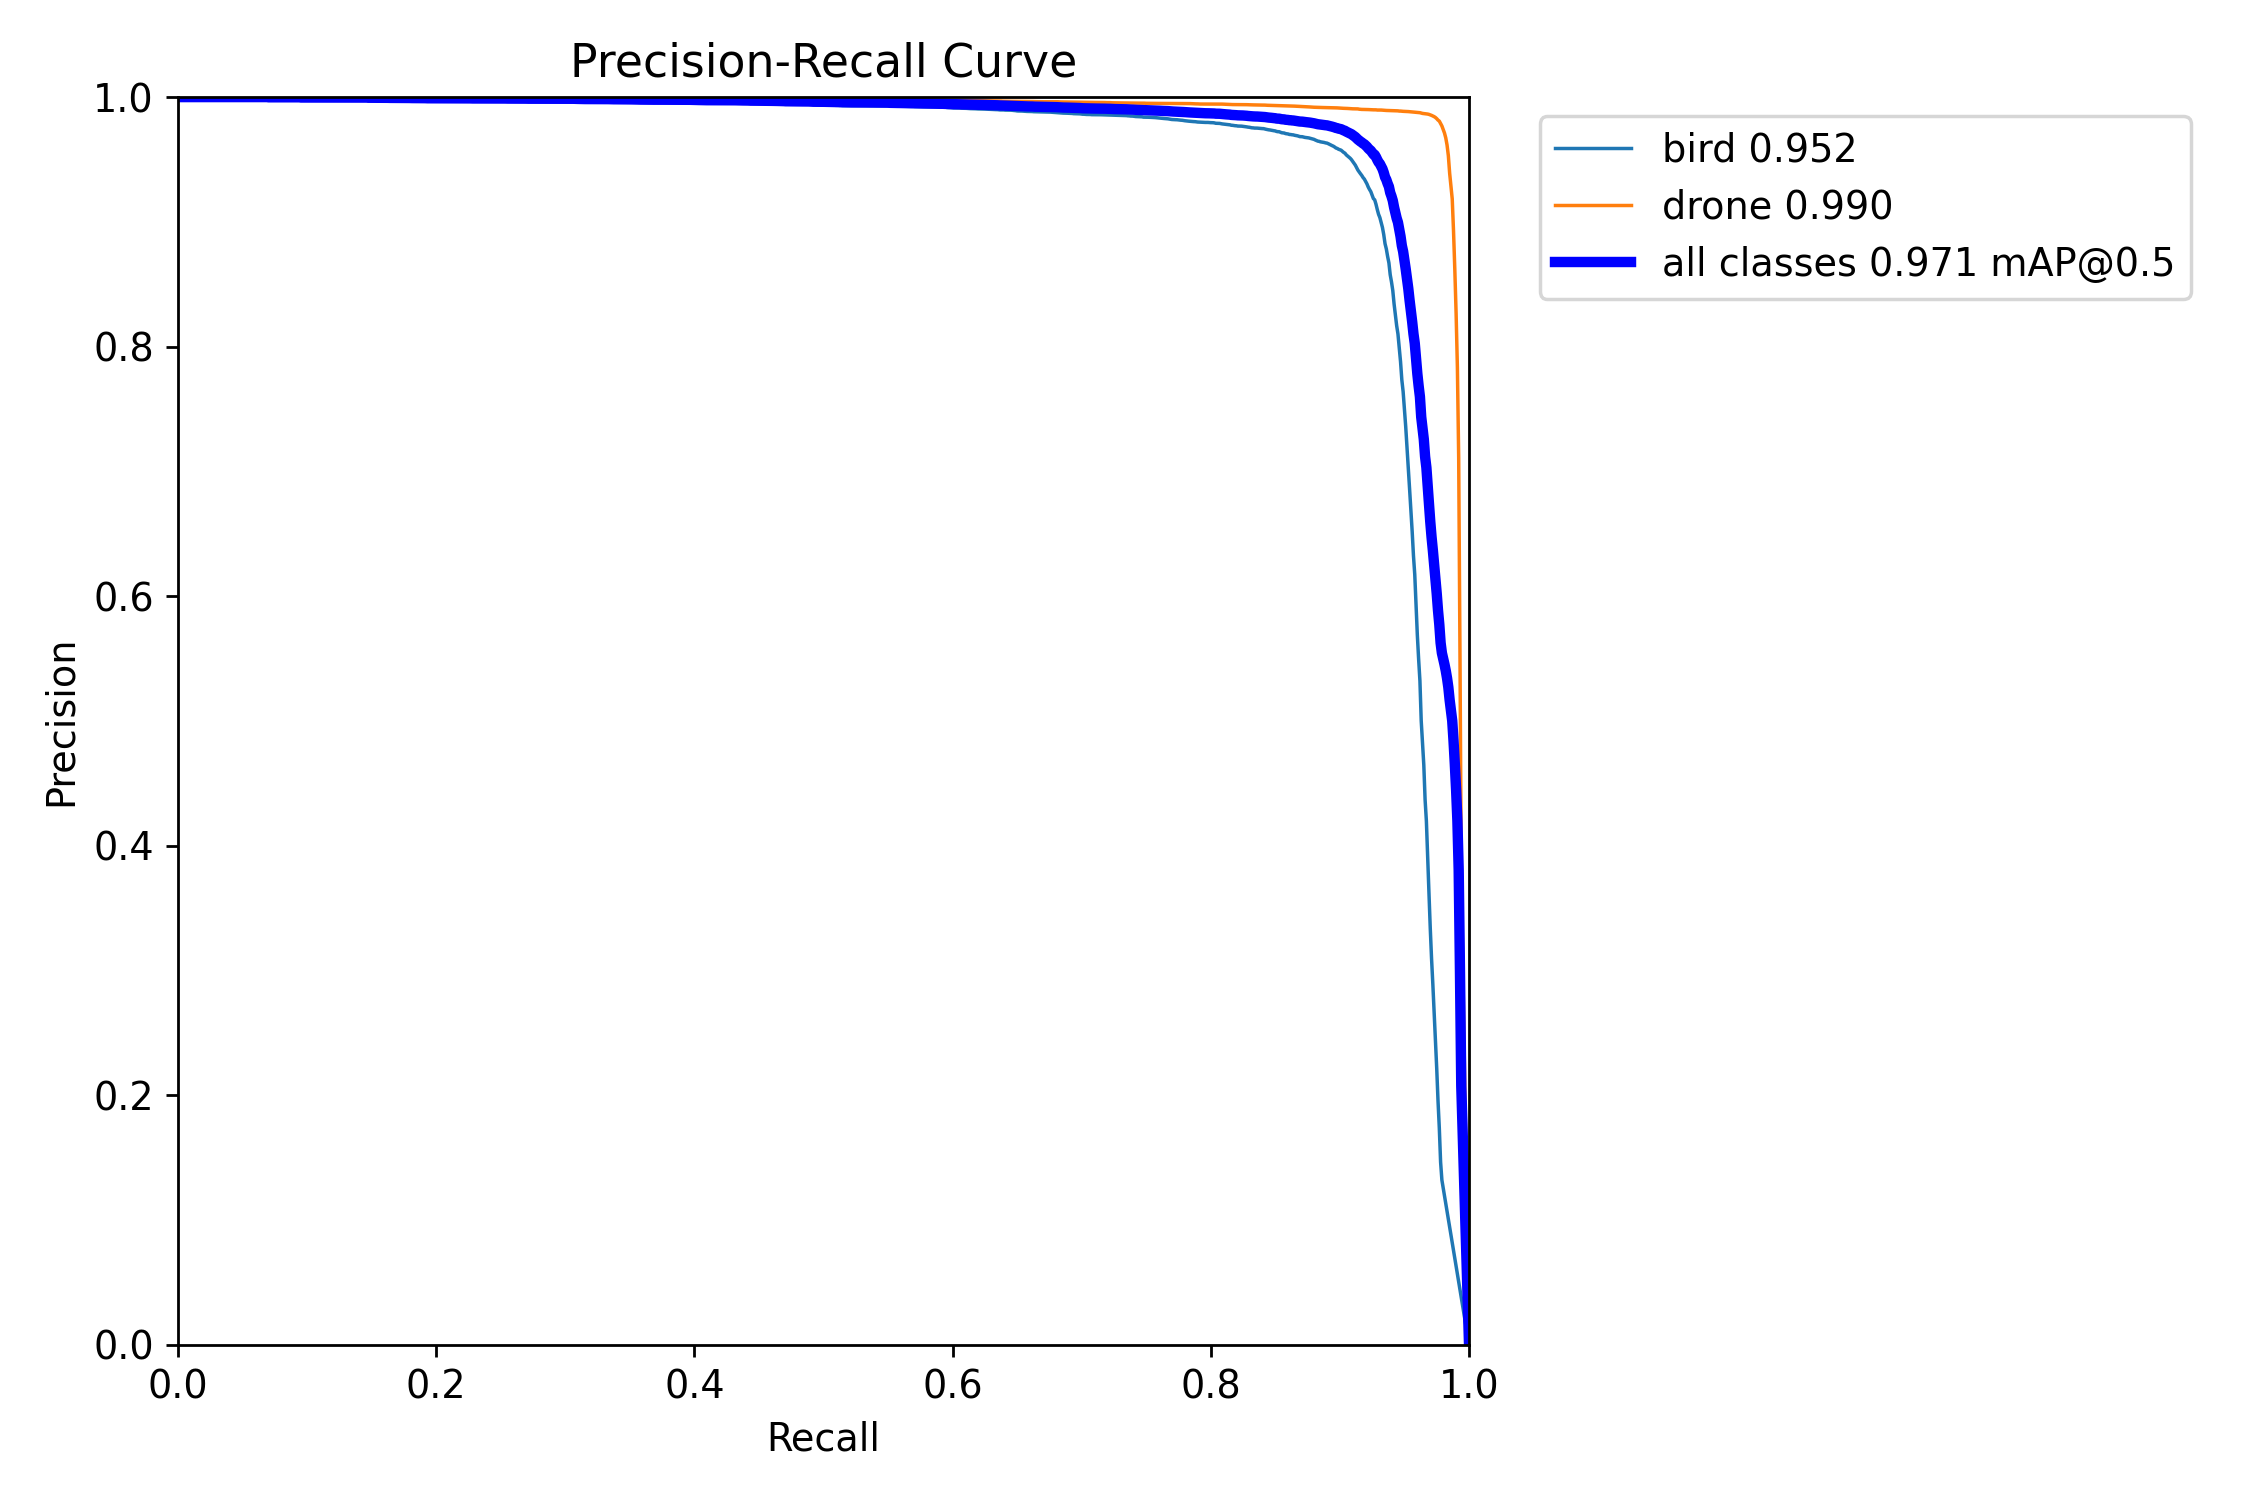 Precision-Recall Curve
1.0
0.8
0.6
0.4
0.2
0.0
Precision
0.0 0.2 0.4 0.6 0.8 1.0
Recall
bird 0.952
drone 0.990
all classes 0.971 mAP@0.5